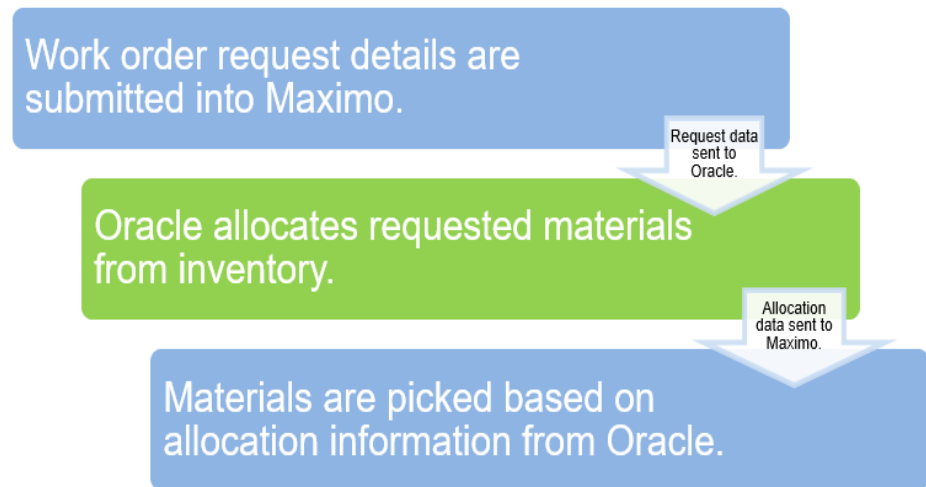 Work order request details are
submitted into Maximo.
Request data
sent to
Oracle.
Oracle allocates requested materials
from inventory.
Allocation
data sent to
Maximo.
Materials are picked based on
allocation information from Oracle.